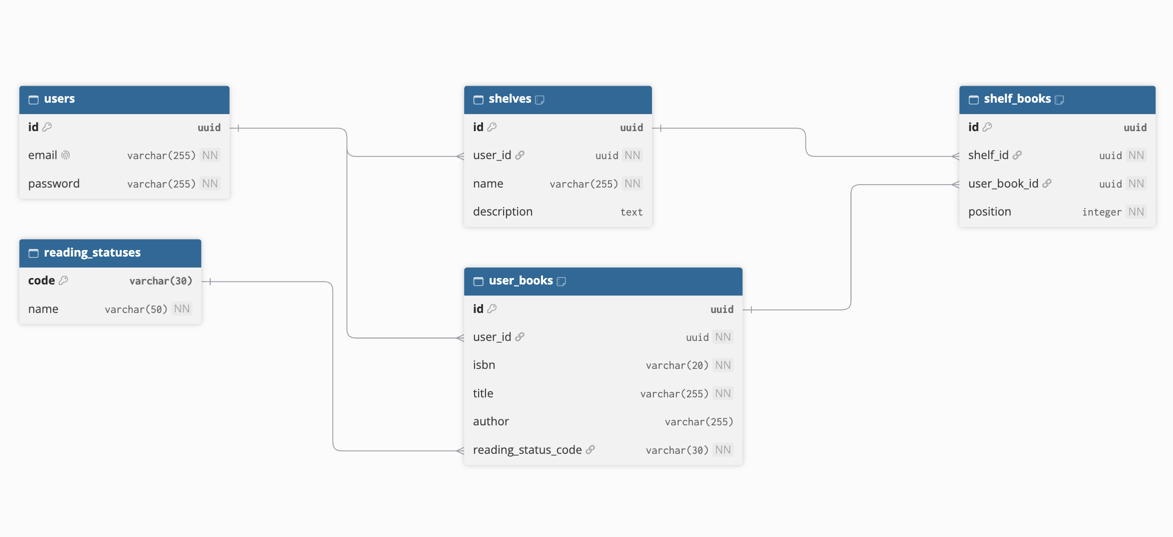 users
id uuid
email varchar(255) NN
password varchar(255) NN
reading_statuses
code varchar(30)
name varchar(50) NN
shelves
id uuid
user_id uuid NN
name varchar(255) NN
description text
user_books
id uuid
user_id uuid NN
isbn varchar(20) NN
title varchar(255) NN
author varchar(255)
reading_status_code varchar(30) NN
shelf_books
id uuid
shelf_id uuid NN
user_book_id uuid NN
position integer NN